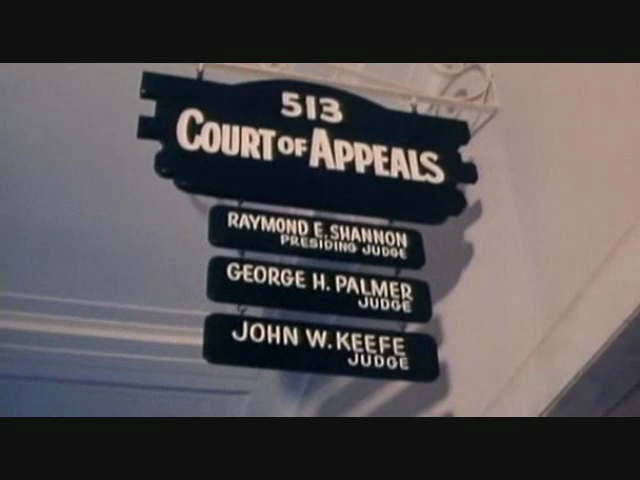 513
COURT OF APPEALS
RAYMOND E. SHANNON
PRESIDING JUDGE
GEORGE H. PALMER
JUDGE
JOHN W. KEEFE
JUDGE